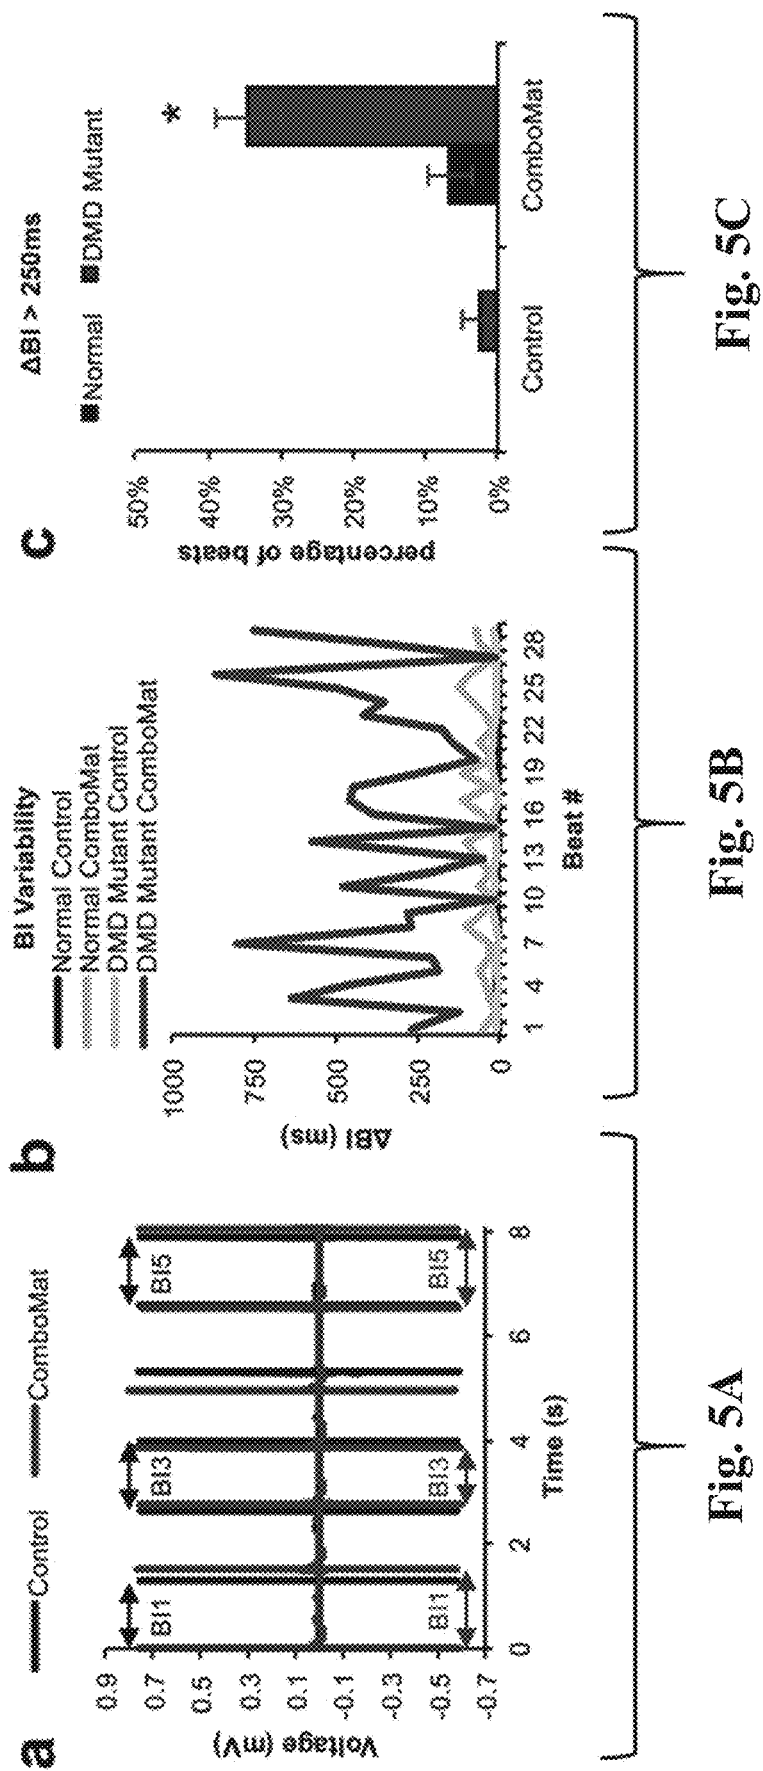 a
Control ComboMat
Voltage (mV)
0.9
0.7
0.5
0.3
0.1
-0.1
-0.3
-0.5
-0.7
BI1 BI3 BI5
BI1 BI3 BI5
0 2 4 6 8
Time (s)
Fig. 5A
b
BI Variability
Normal Control
Normal ComboMat
DMD Mutant Control
DMD Mutant ComboMat
ΔBI (ms)
1000
750
500
250
0
1 4 7 10 13 16 19 22 25 28
Beat #
Fig. 5B
c
ΔBI > 250ms
Normal DMD Mutant
percentage of beats
50%
40%
30%
20%
10%
0%
*
Control ComboMat
Fig. 5C